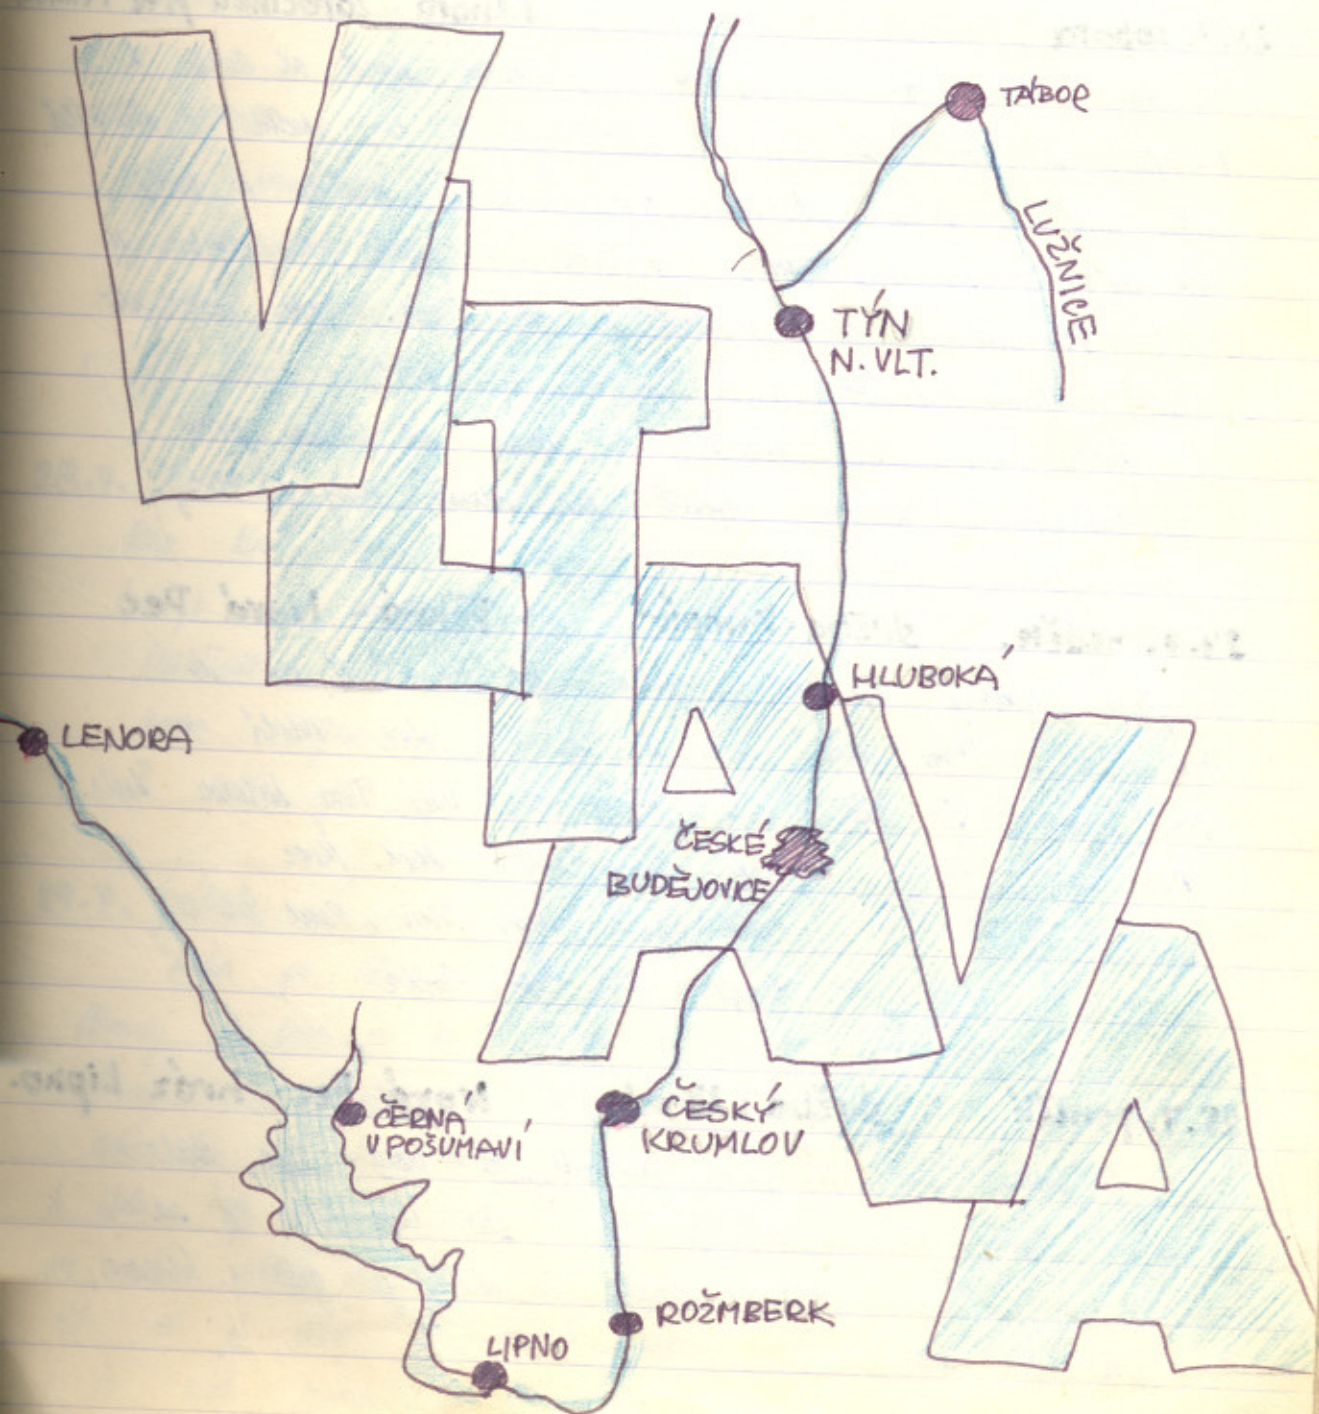 VLTAVA
TÁBOR
LUŽNICE
TÝN
N. VLT.
HLUBOKÁ
LENORA
ČESKÉ
BUDĚJOVICE
ČERNÁ
V POŠUMAVÍ
ČESKÝ
KRUMLOV
ROŽMBERK
LIPNO